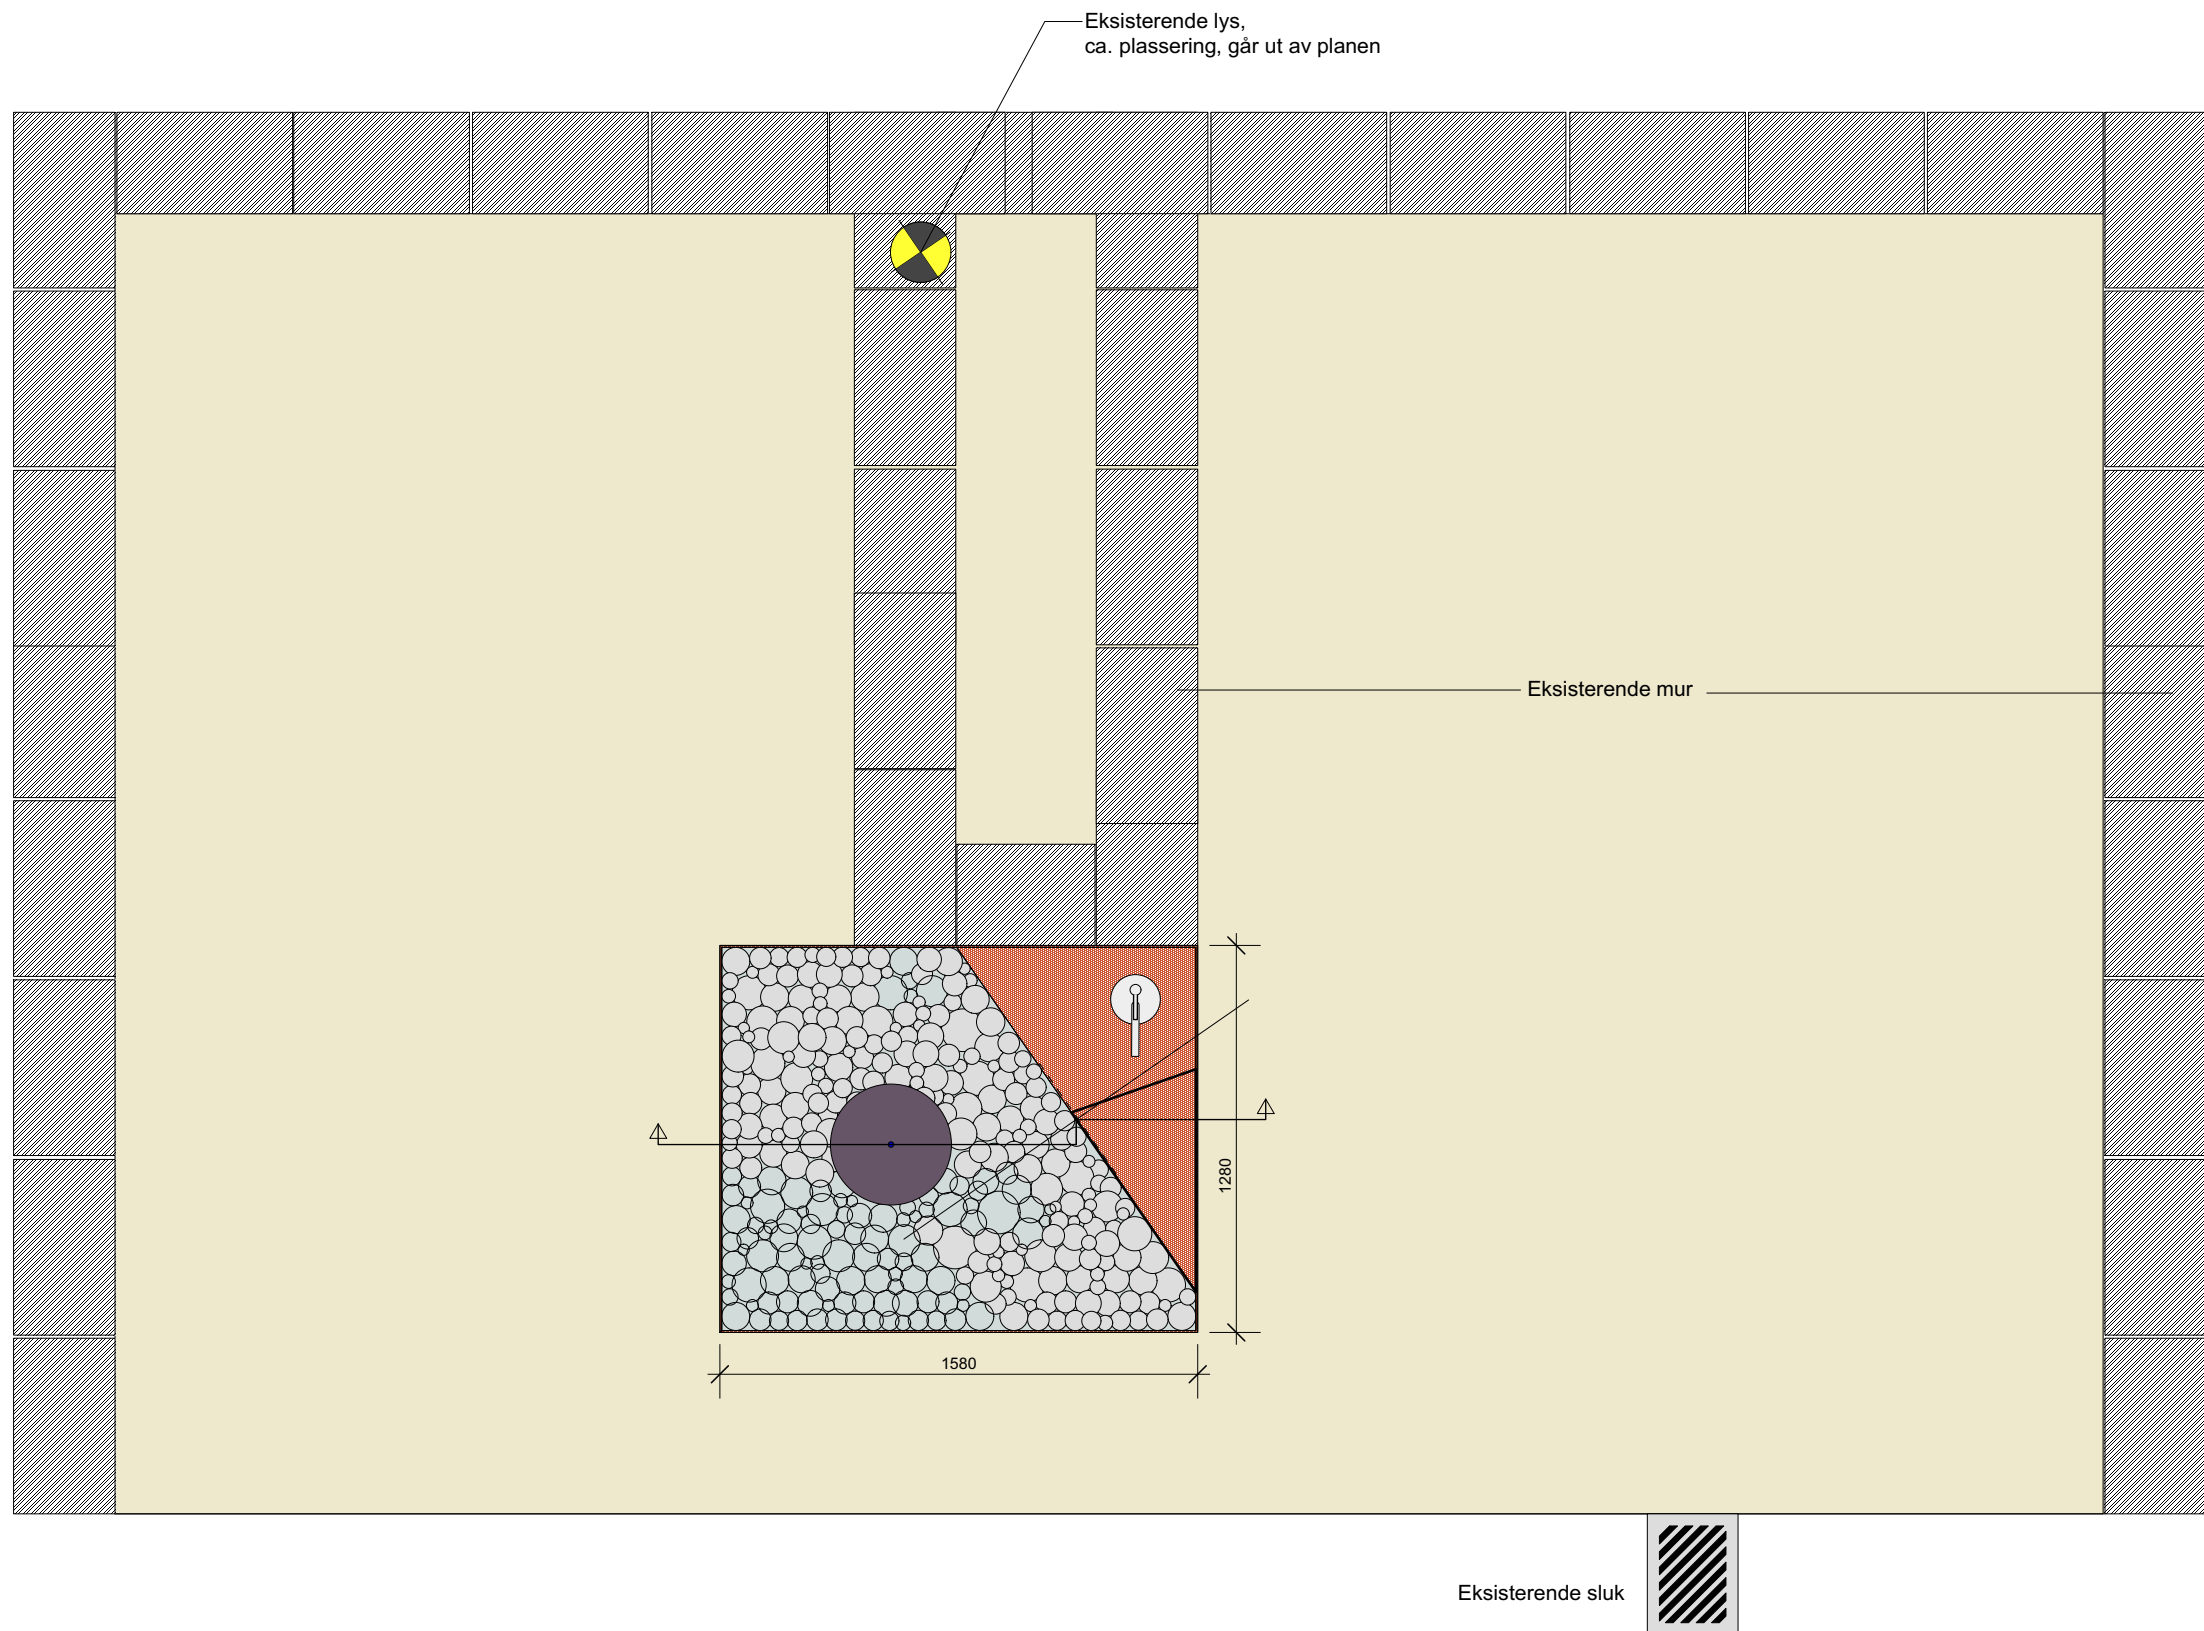 Eksisterende lys,
ca. plassering, går ut av planen
Eksisterende mur
1280
1580
Eksisterende sluk